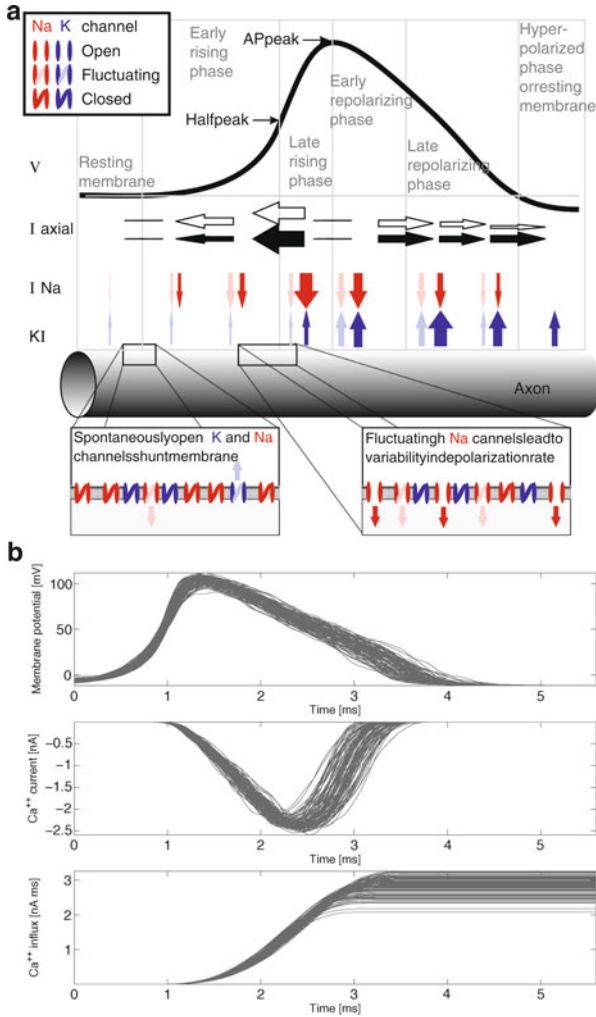 a
Na K channel
Open
Fluctuating
Closed
Early
rising
phase
APpeak
Hyper-
polarized
phase
orresting
membrane
Early
repolarizing
phase
Halfpeak
Late
rising
phase
Late
repolarizing
phase
Resting
membrane
V
I axial
I Na
KI
Axon
Spontaneouslyopen K and Na
channelsshuntmembrane
Fluctuatingh Na cannelsleadto
variabilityindepolarizationrate
b
Membrane potential [mV]
100
50
0
0 1 2 3 4 5
Time [ms]
Ca++ current [nA]
−0.5
−1
−1.5
−2
−2.5
0 1 2 3 4 5
Time [ms]
Ca++ influx [nA ms]
3
2
1
0 1 2 3 4 5
Time [ms]